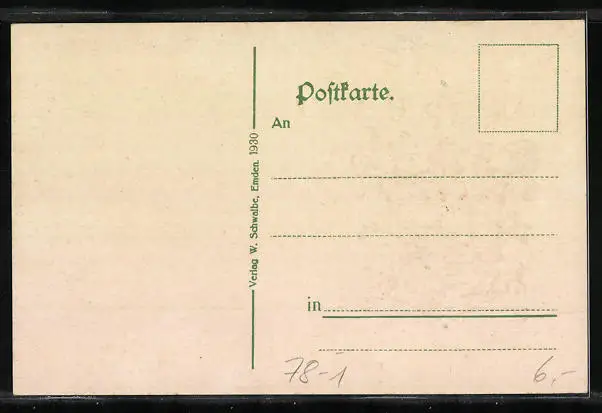 Verlag W. Schwalbe, Emden. 1930
Poſtkarte.
An
in
78-1
6,-